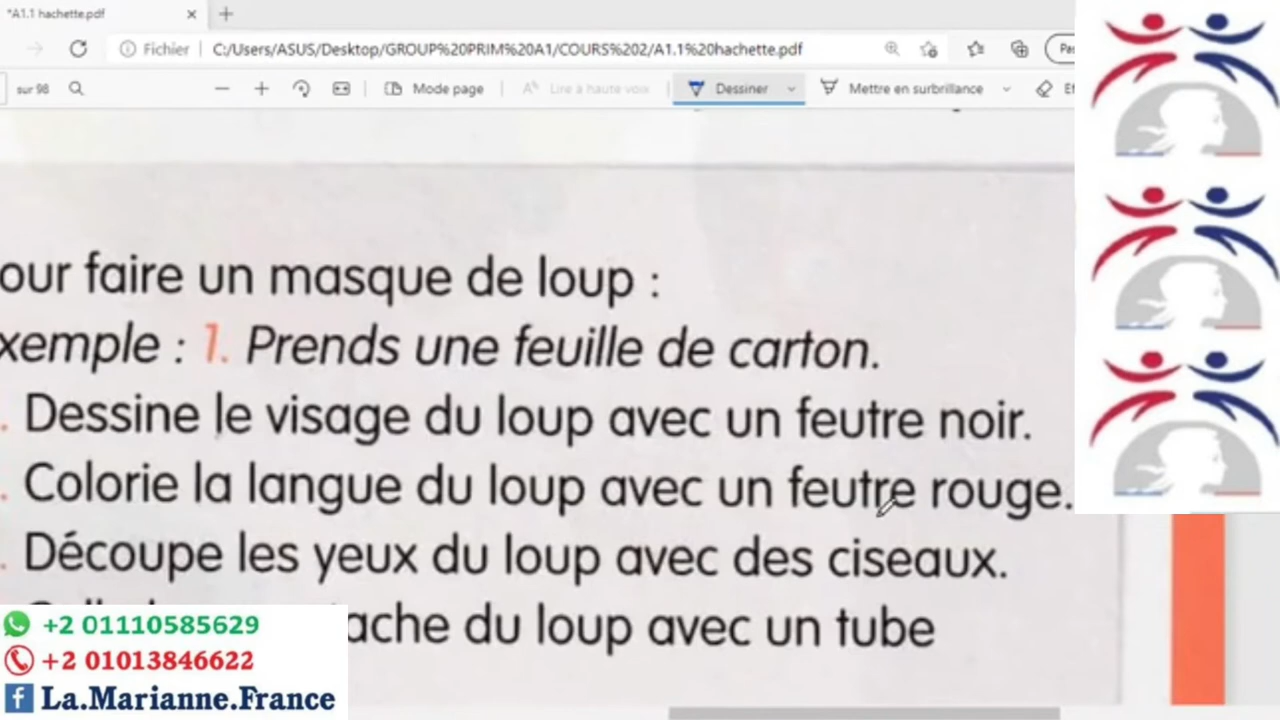 *A1.1 hachette.pdf
Fichier C:/Users/ASUS/Desktop/GROUP%20PRIM%20A1/COURS%202/A1.1%20hachette.pdf
sur 98 Mode page Lire à haute voix Dessiner Mettre en surbrillance
our faire un masque de loup :
xemple : 1. Prends une feuille de carton.
. Dessine le visage du loup avec un feutre noir.
. Colorie la langue du loup avec un feutre rouge.
. Découpe les yeux du loup avec des ciseaux.
ache du loup avec un tube
+2 01110585629
+2 01013846622
La.Marianne.France